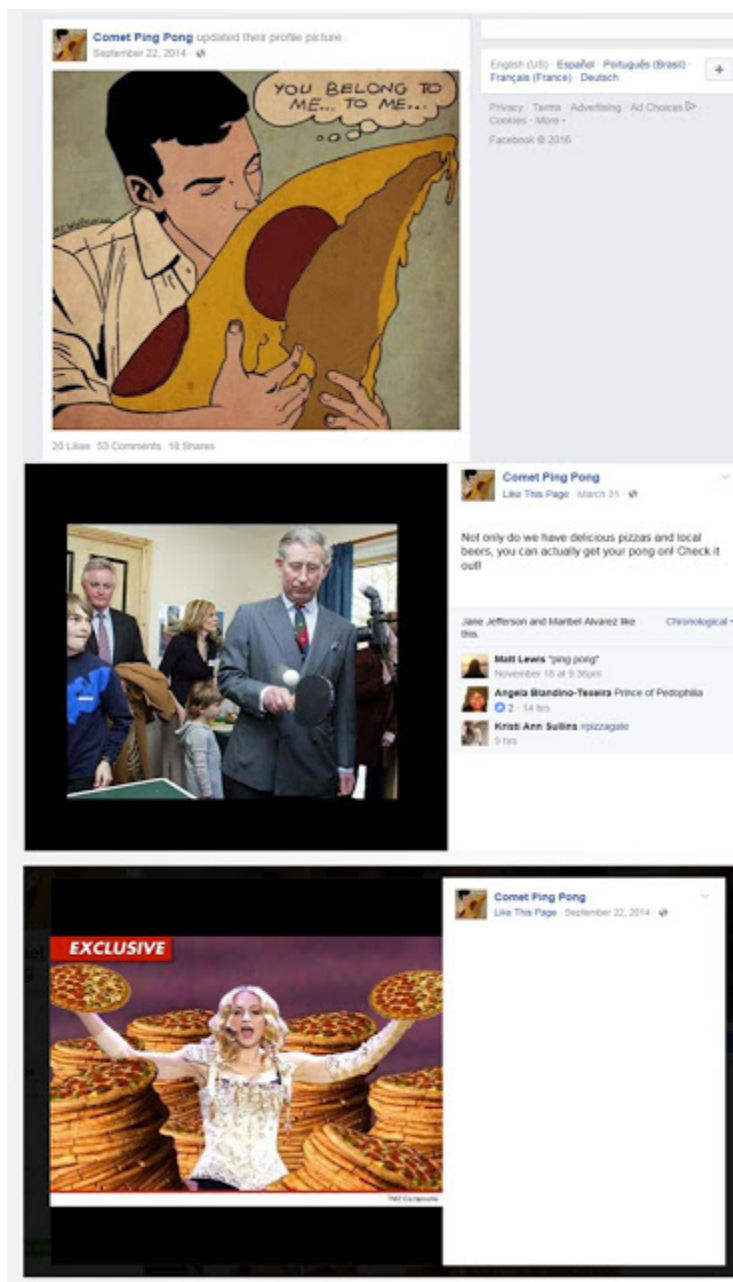 Comet Ping Pong updated their profile picture.
September 22, 2014
YOU BELONG TO
ME... TO ME...
20 Likes 53 Comments 18 Shares
English (US) · Español · Português (Brasil) ·
Français (France) · Deutsch
Privacy · Terms · Advertising · Ad Choices
Cookies · More
Facebook © 2016
Comet Ping Pong
Like This Page · March 31
Not only do we have delicious pizzas and local
beers, you can actually get your pong on! Check it
out!
Jane Jefferson and Maribel Alvarez like
this.
Chronological
Matt Lewis "ping pong"
November 18 at 9:36pm
Angela Blandino-Texeira Prince of Pedophilia
2 · 14 hrs
Kristi Ann Sullins #pizzagate
9 hrs
EXCLUSIVE
TMZ Composite
Comet Ping Pong
Like This Page · September 22, 2014